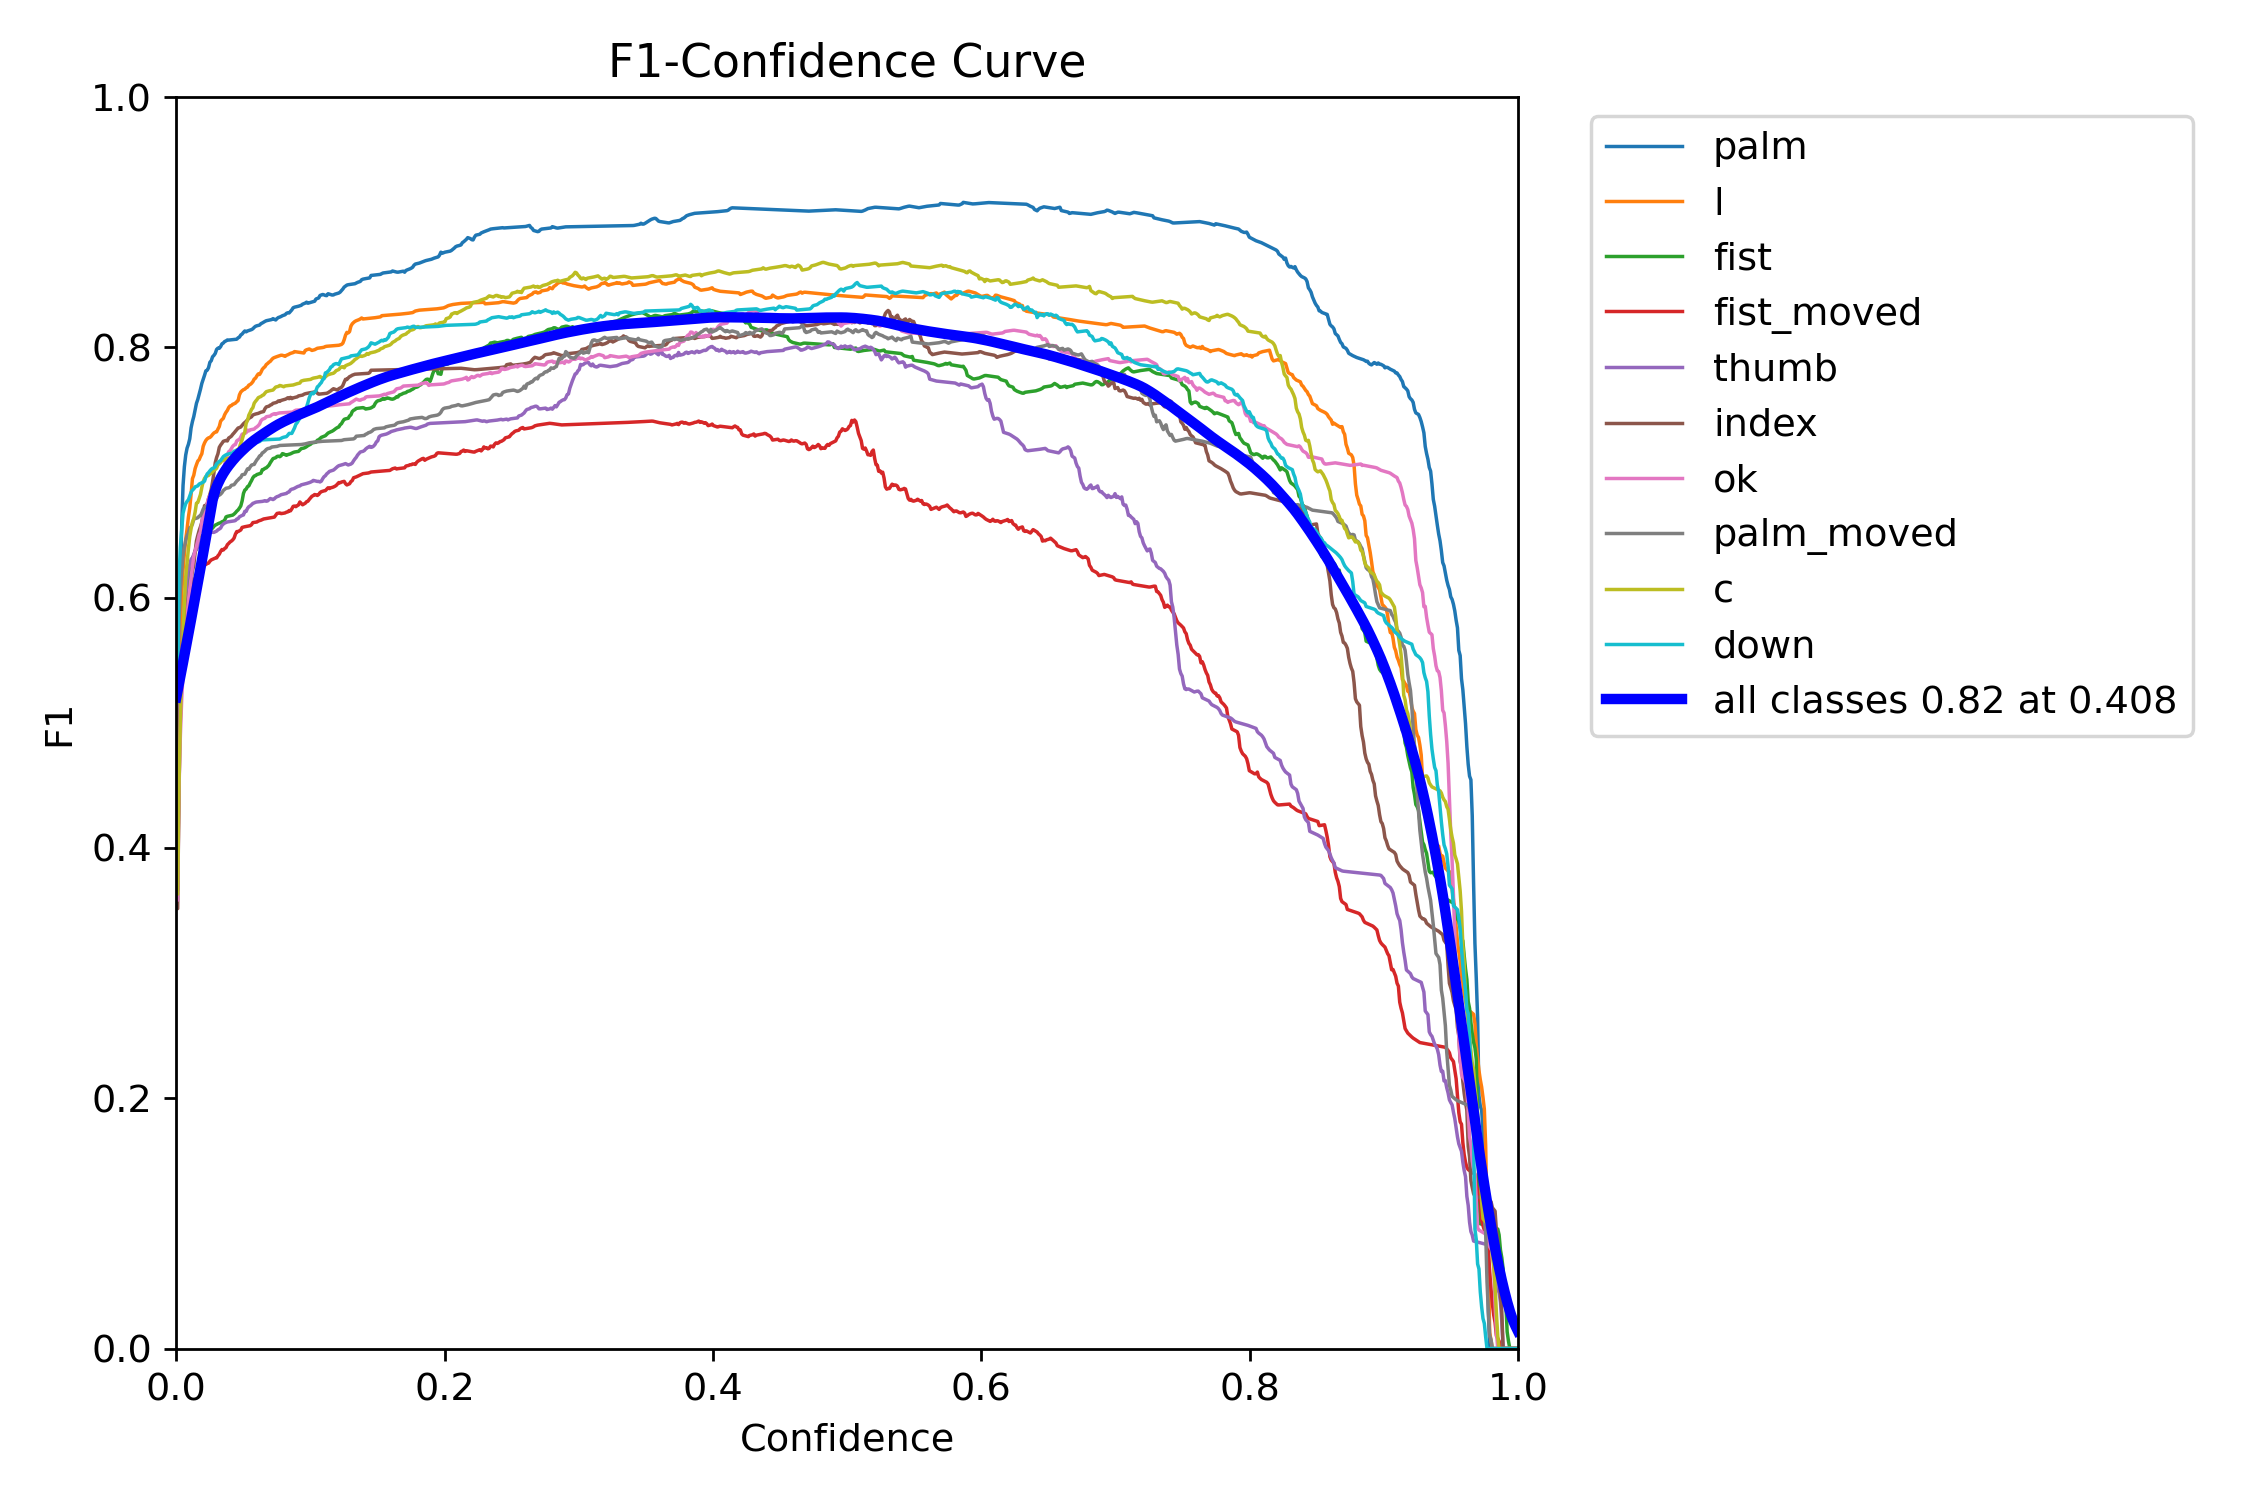 F1-Confidence Curve
1.0
0.8
0.6
0.4
0.2
0.0
F1
0.0 0.2 0.4 0.6 0.8 1.0
Confidence
palm
l
fist
fist_moved
thumb
index
ok
palm_moved
c
down
all classes 0.82 at 0.408